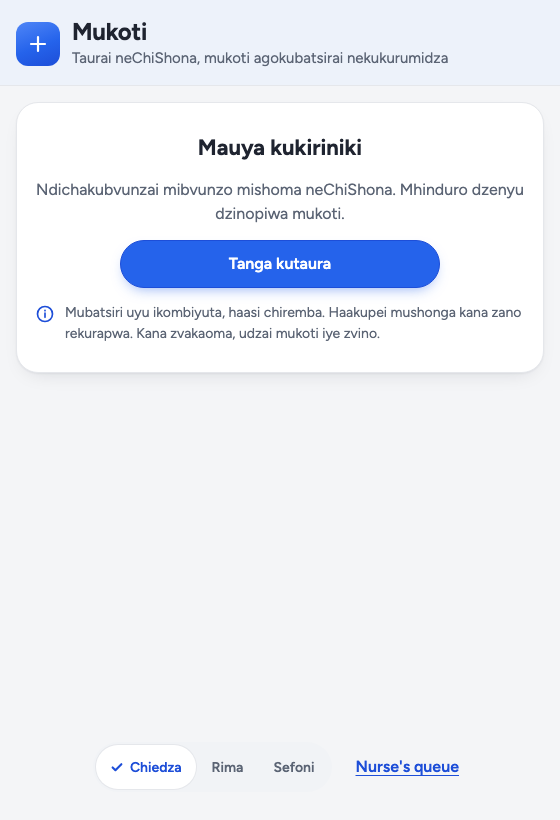 Mukoti
Taurai neChiShona, mukoti agokubatsirai nekukurumidza
Mauya kukiriniki
Ndichakubvunzai mibvunzo mishoma neChiShona. Mhinduro dzenyu
dzinopiwa mukoti.
Tanga kutaura
Mubatsiri uyu ikombiyuta, haasi chiremba. Haakupei mushonga kana zano
rekurapwa. Kana zvakaoma, udzai mukoti iye zvino.
Chiedza
Rima
Sefoni
Nurse's queue